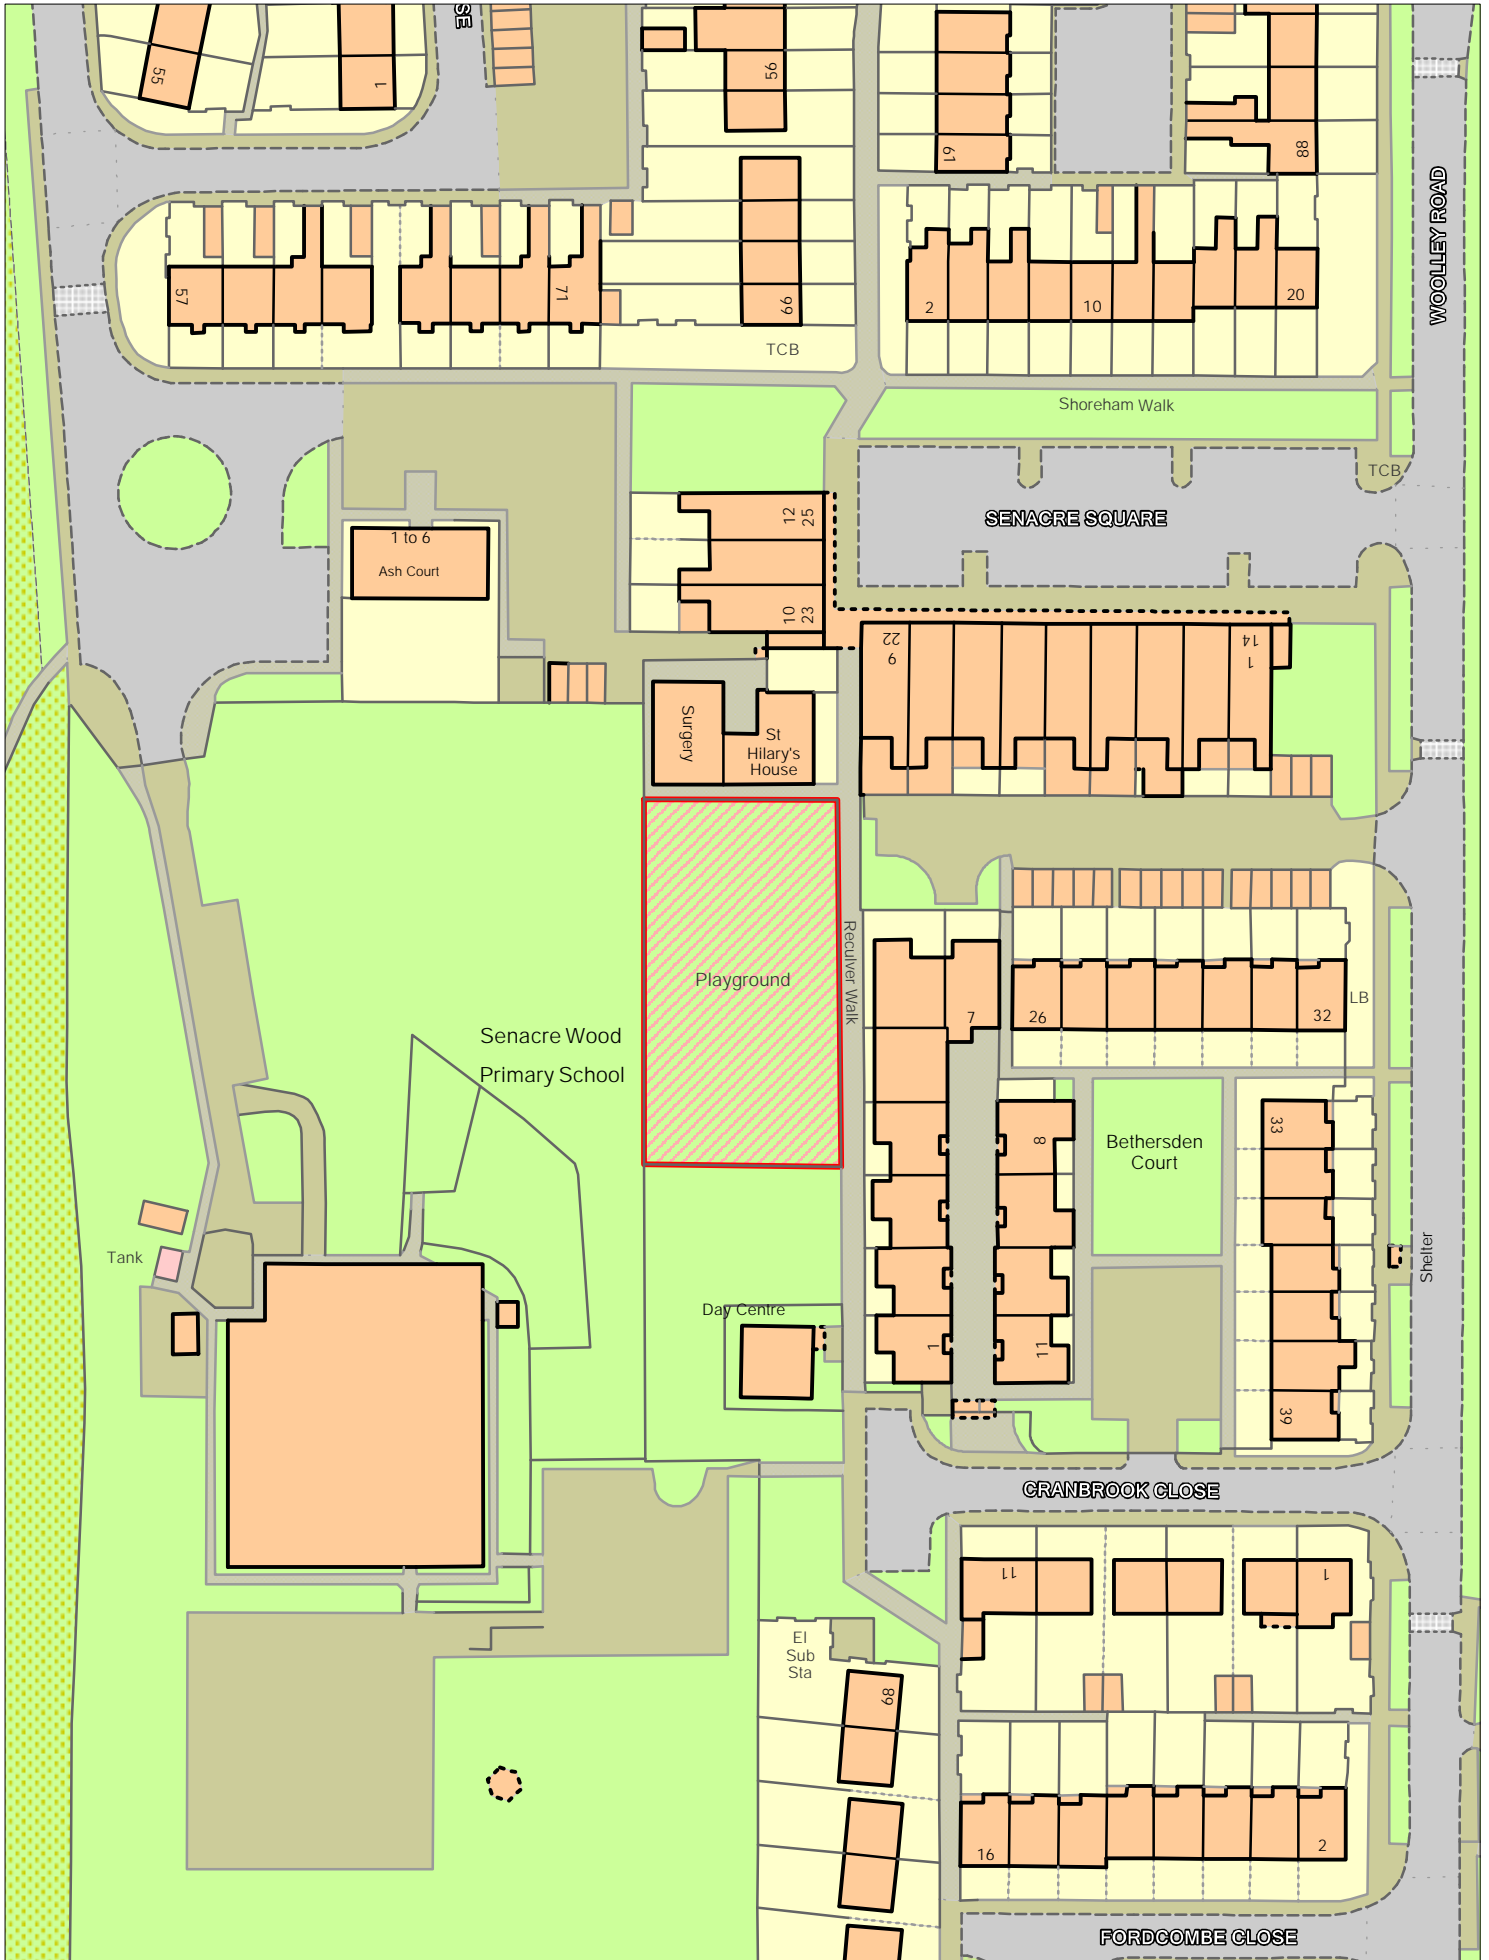 SE
55
1
56
61
88
WOOLLEY ROAD
57
71
66
2
10
20
TCB
Shoreham Walk
TCB
SENACRE SQUARE
12
25
1 to 6
Ash Court
10
23
22
9
14
1
Surgery
St
Hilary's
House
Reculver Walk
Playground
7
26
32
LB
Senacre Wood
Primary School
8
33
Bethersden
Court
Tank
Shelter
Day Centre
1
11
39
CRANBROOK CLOSE
11
1
El
Sub
Sta
68
16
2
FORDCOMBE CLOSE